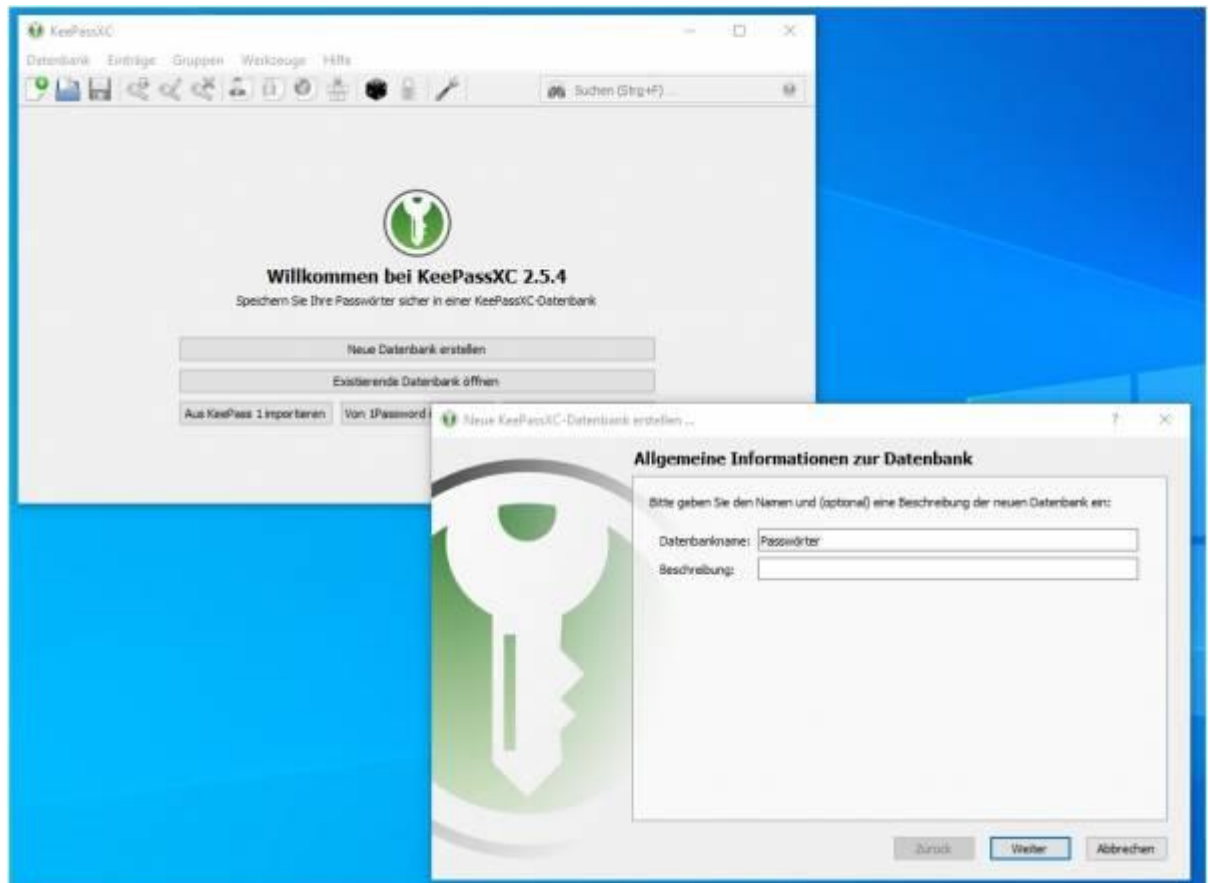 KeePassXC
Datenbank Einträge Gruppen Werkzeuge Hilfe
Suchen (Strg+F)...
Willkommen bei KeePassXC 2.5.4
Speichern Sie Ihre Passwörter sicher in einer KeePassXC-Datenbank
Neue Datenbank erstellen
Existierende Datenbank öffnen
Aus KeePass 1 importieren Von 1Password
Neue KeePassXC-Datenbank erstellen ...
Allgemeine Informationen zur Datenbank
Bitte geben Sie den Namen und (optional) eine Beschreibung der neuen Datenbank ein:
Datenbankname: Passwörter
Beschreibung:
Zurück Weiter Abbrechen